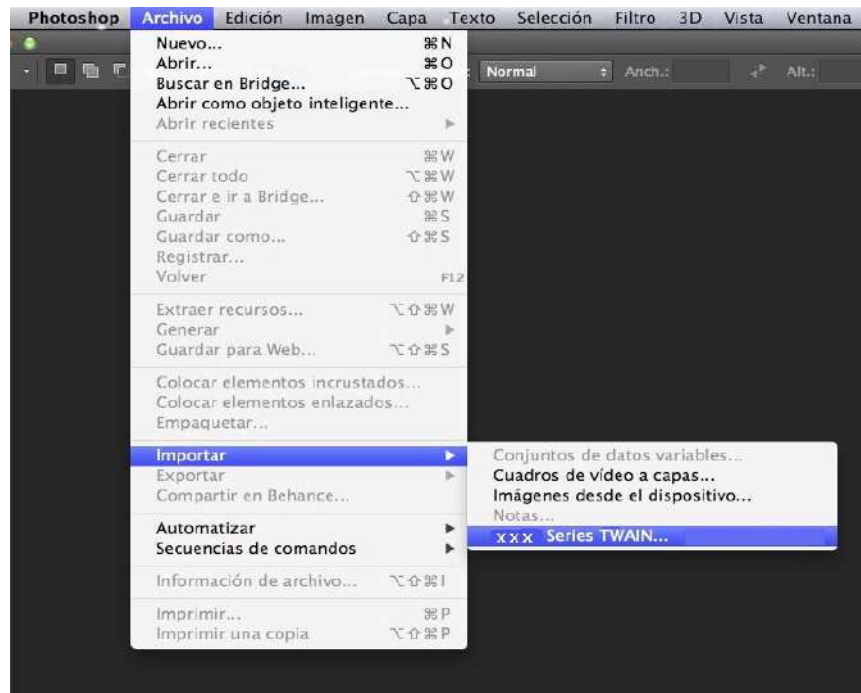 Photoshop Archivo Edición Imagen Capa Texto Selección Filtro 3D Vista Ventana
Nuevo... ⌘N
Abrir... ⌘O
Buscar en Bridge... ⌥⌘O
Normal Anch.: Alt.:
Abrir como objeto inteligente...
Abrir recientes
Cerrar ⌘W
Cerrar todo ⌥⌘W
Cerrar e ir a Bridge... ⇧⌘W
Guardar ⌘S
Guardar como... ⇧⌘S
Registrar...
Volver F12
Extraer recursos... ⌥⇧⌘W
Generar
Guardar para Web... ⌥⇧⌘S
Colocar elementos incrustados...
Colocar elementos enlazados...
Empaquetar...
Importar
Exportar
Compartir en Behance...
Automatizar
Secuencias de comandos
Información de archivo... ⌥⇧⌘I
Imprimir... ⌘P
Imprimir una copia ⌥⇧⌘P
Conjuntos de datos variables...
Cuadros de vídeo a capas...
Imágenes desde el dispositivo...
Notas...
xxx Series TWAIN...